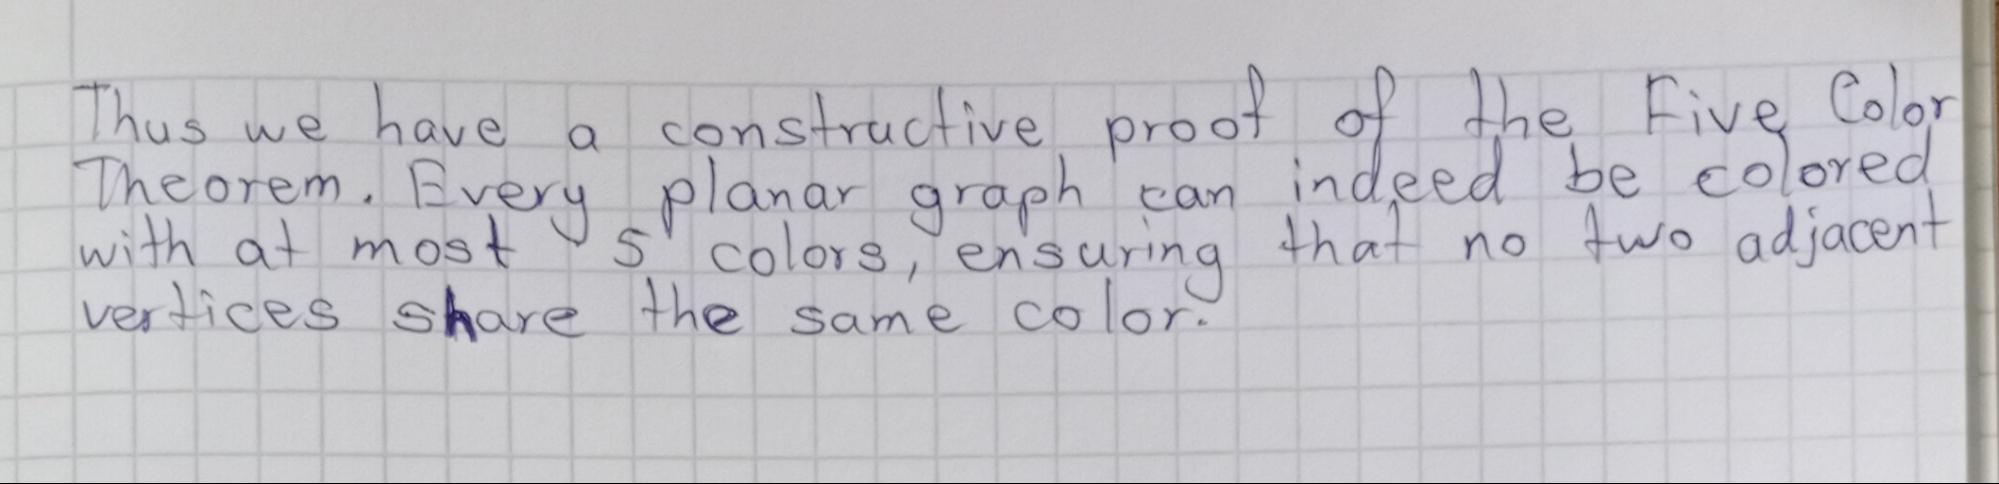 Thus we have a constructive proof of the Five Color
Theorem. Every planar graph can indeed be colored
with at most 5 colors, ensuring that no two adjacent
vertices share the same color.